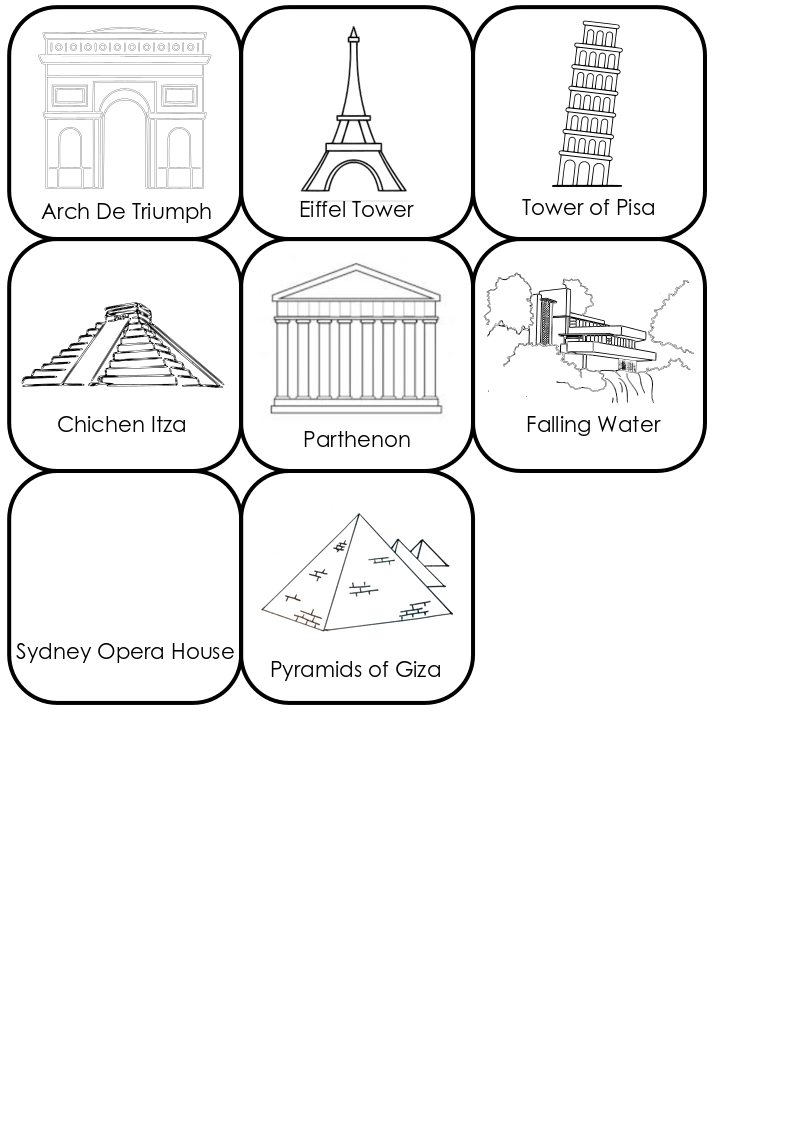 Arch De Triumph
Eiffel Tower
Tower of Pisa
Chichen Itza
Parthenon
Falling Water
Sydney Opera House
Pyramids of Giza